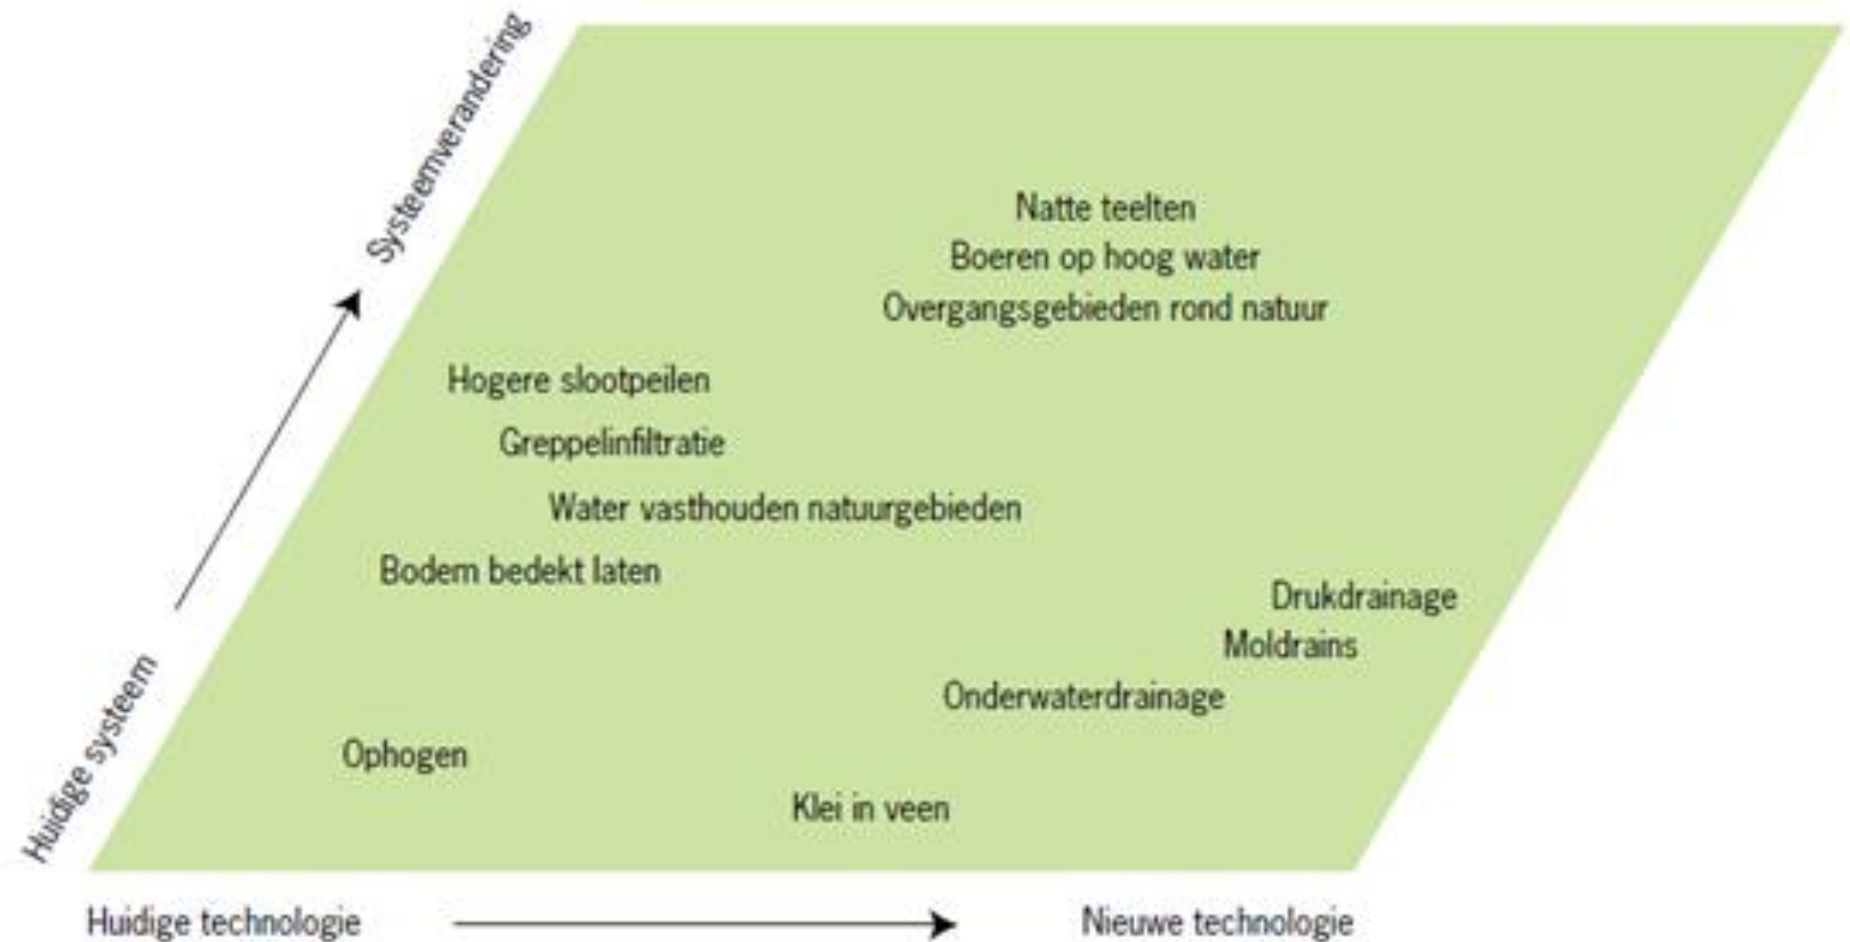 Systeemverandering
Natte teelten
Boeren op hoog water
Overgangsgebieden rond natuur
Hogere slootpeilen
Greppelinfiltratie
Water vasthouden natuurgebieden
Bodem bedekt laten
Drukdrainage
Moldrains
Onderwaterdrainage
Huidige systeem
Ophogen
Klei in veen
Huidige technologie
Nieuwe technologie